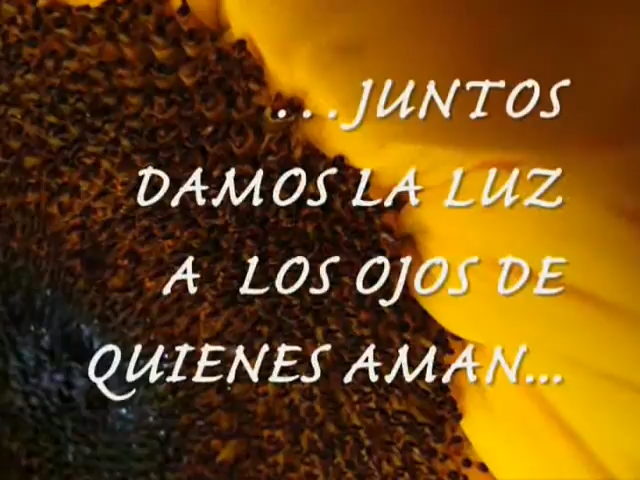 ...JUNTOS
DAMOS LA LUZ
A LOS OJOS DE
QUIENES AMAN...